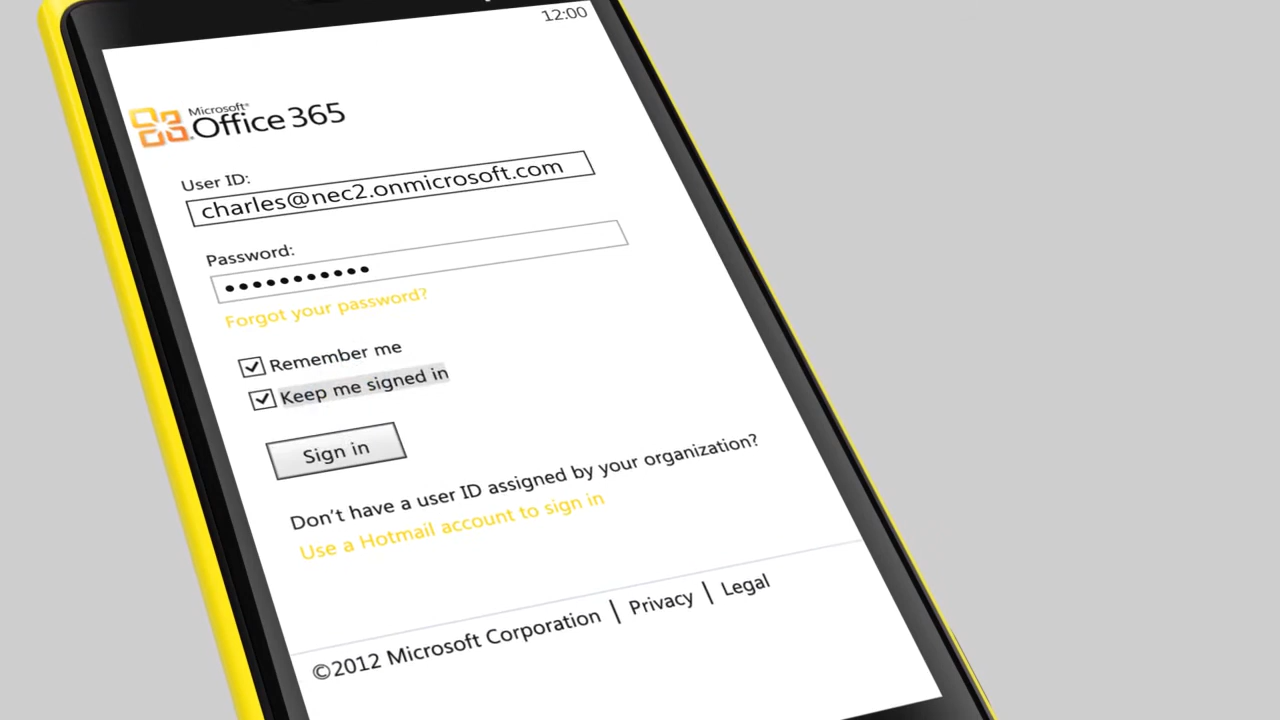 12:00
Microsoft®
Office 365
User ID:
charles@nec2.onmicrosoft.com
Password:
•••••••••••
Forgot your password?
Remember me
Keep me signed in
Sign in
Don't have a user ID assigned by your organization?
Use a Hotmail account to sign in
©2012 Microsoft Corporation | Privacy | Legal